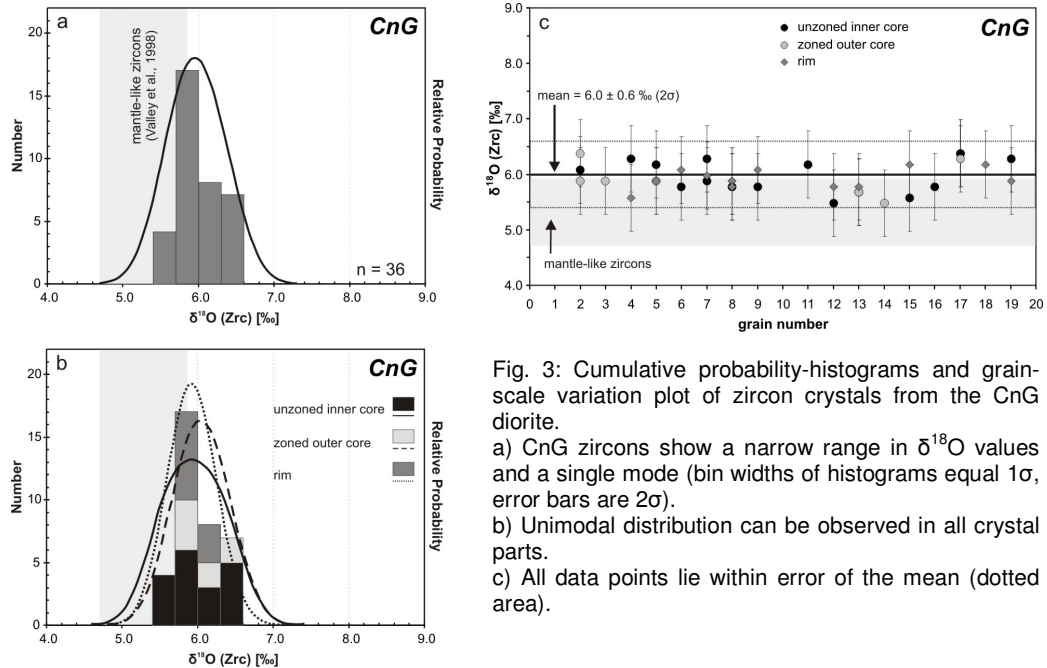 a
CnG
mantle-like zircons
(Valley et al., 1998)
Number
20
15
10
5
0
Relative Probability
n = 36
4.0 5.0 6.0 7.0 8.0 9.0
δ¹⁸O (Zrc) [‰]
b
CnG
unzoned inner core
zoned outer core
rim
Number
20
15
10
5
0
Relative Probability
4.0 5.0 6.0 7.0 8.0 9.0
δ¹⁸O (Zrc) [‰]
c
CnG
unzoned inner core
zoned outer core
rim
mean = 6.0 ± 0.6 ‰ (2σ)
δ¹⁸O (Zrc) [‰]
9.0
8.0
7.0
6.0
5.0
4.0
mantle-like zircons
0 1 2 3 4 5 6 7 8 9 10 11 12 13 14 15 16 17 18 19 20
grain number
Fig. 3: Cumulative probability-histograms and grain-
scale variation plot of zircon crystals from the CnG
diorite.
a) CnG zircons show a narrow range in δ¹⁸O values
and a single mode (bin widths of histograms equal 1σ,
error bars are 2σ).
b) Unimodal distribution can be observed in all crystal
parts.
c) All data points lie within error of the mean (dotted
area).